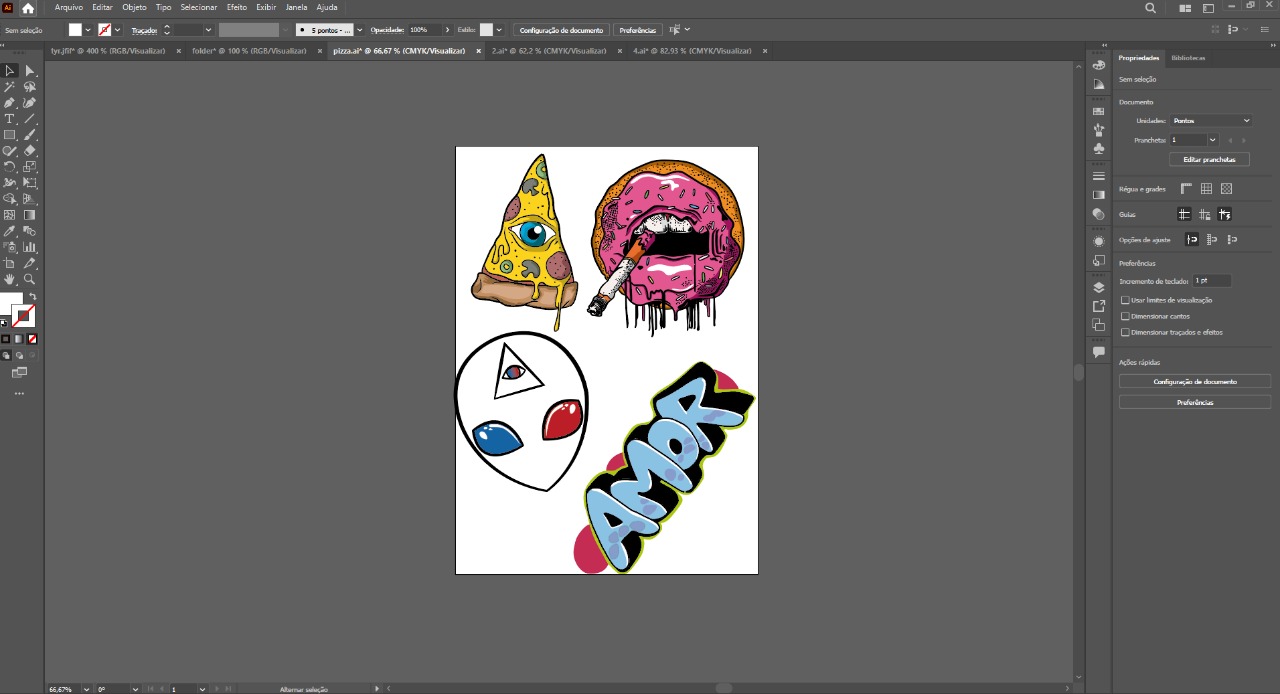 Ai Arquivo Editar Objeto Tipo Selecionar Efeito Exibir Janela Ajuda
Sem seleção Traçado: 5 pontos - ... Opacidade: 100% Estilo: Configuração de documento Preferências
tyr.jfif* @ 400 % (RGB/Visualizar) × folder* @ 100 % (RGB/Visualizar) × pizza.ai* @ 66,67 % (CMYK/Visualizar) × 2.ai* @ 62,2 % (CMYK/Visualizar) × 4.ai* @ 82,93 % (CMYK/Visualizar) ×
Propriedades Bibliotecas
Sem seleção
Documento
Unidades: Pontos
Prancheta: 1
Editar pranchetas
Régua e grades
Guias
Opções de ajuste
Preferências
Incremento de teclado: 1 pt
Usar limites de visualização
Dimensionar cantos
Dimensionar traçados e efeitos
Ações rápidas
Configuração de documento
Preferências
AMOR
66,67% 0° 1 Alternar seleção